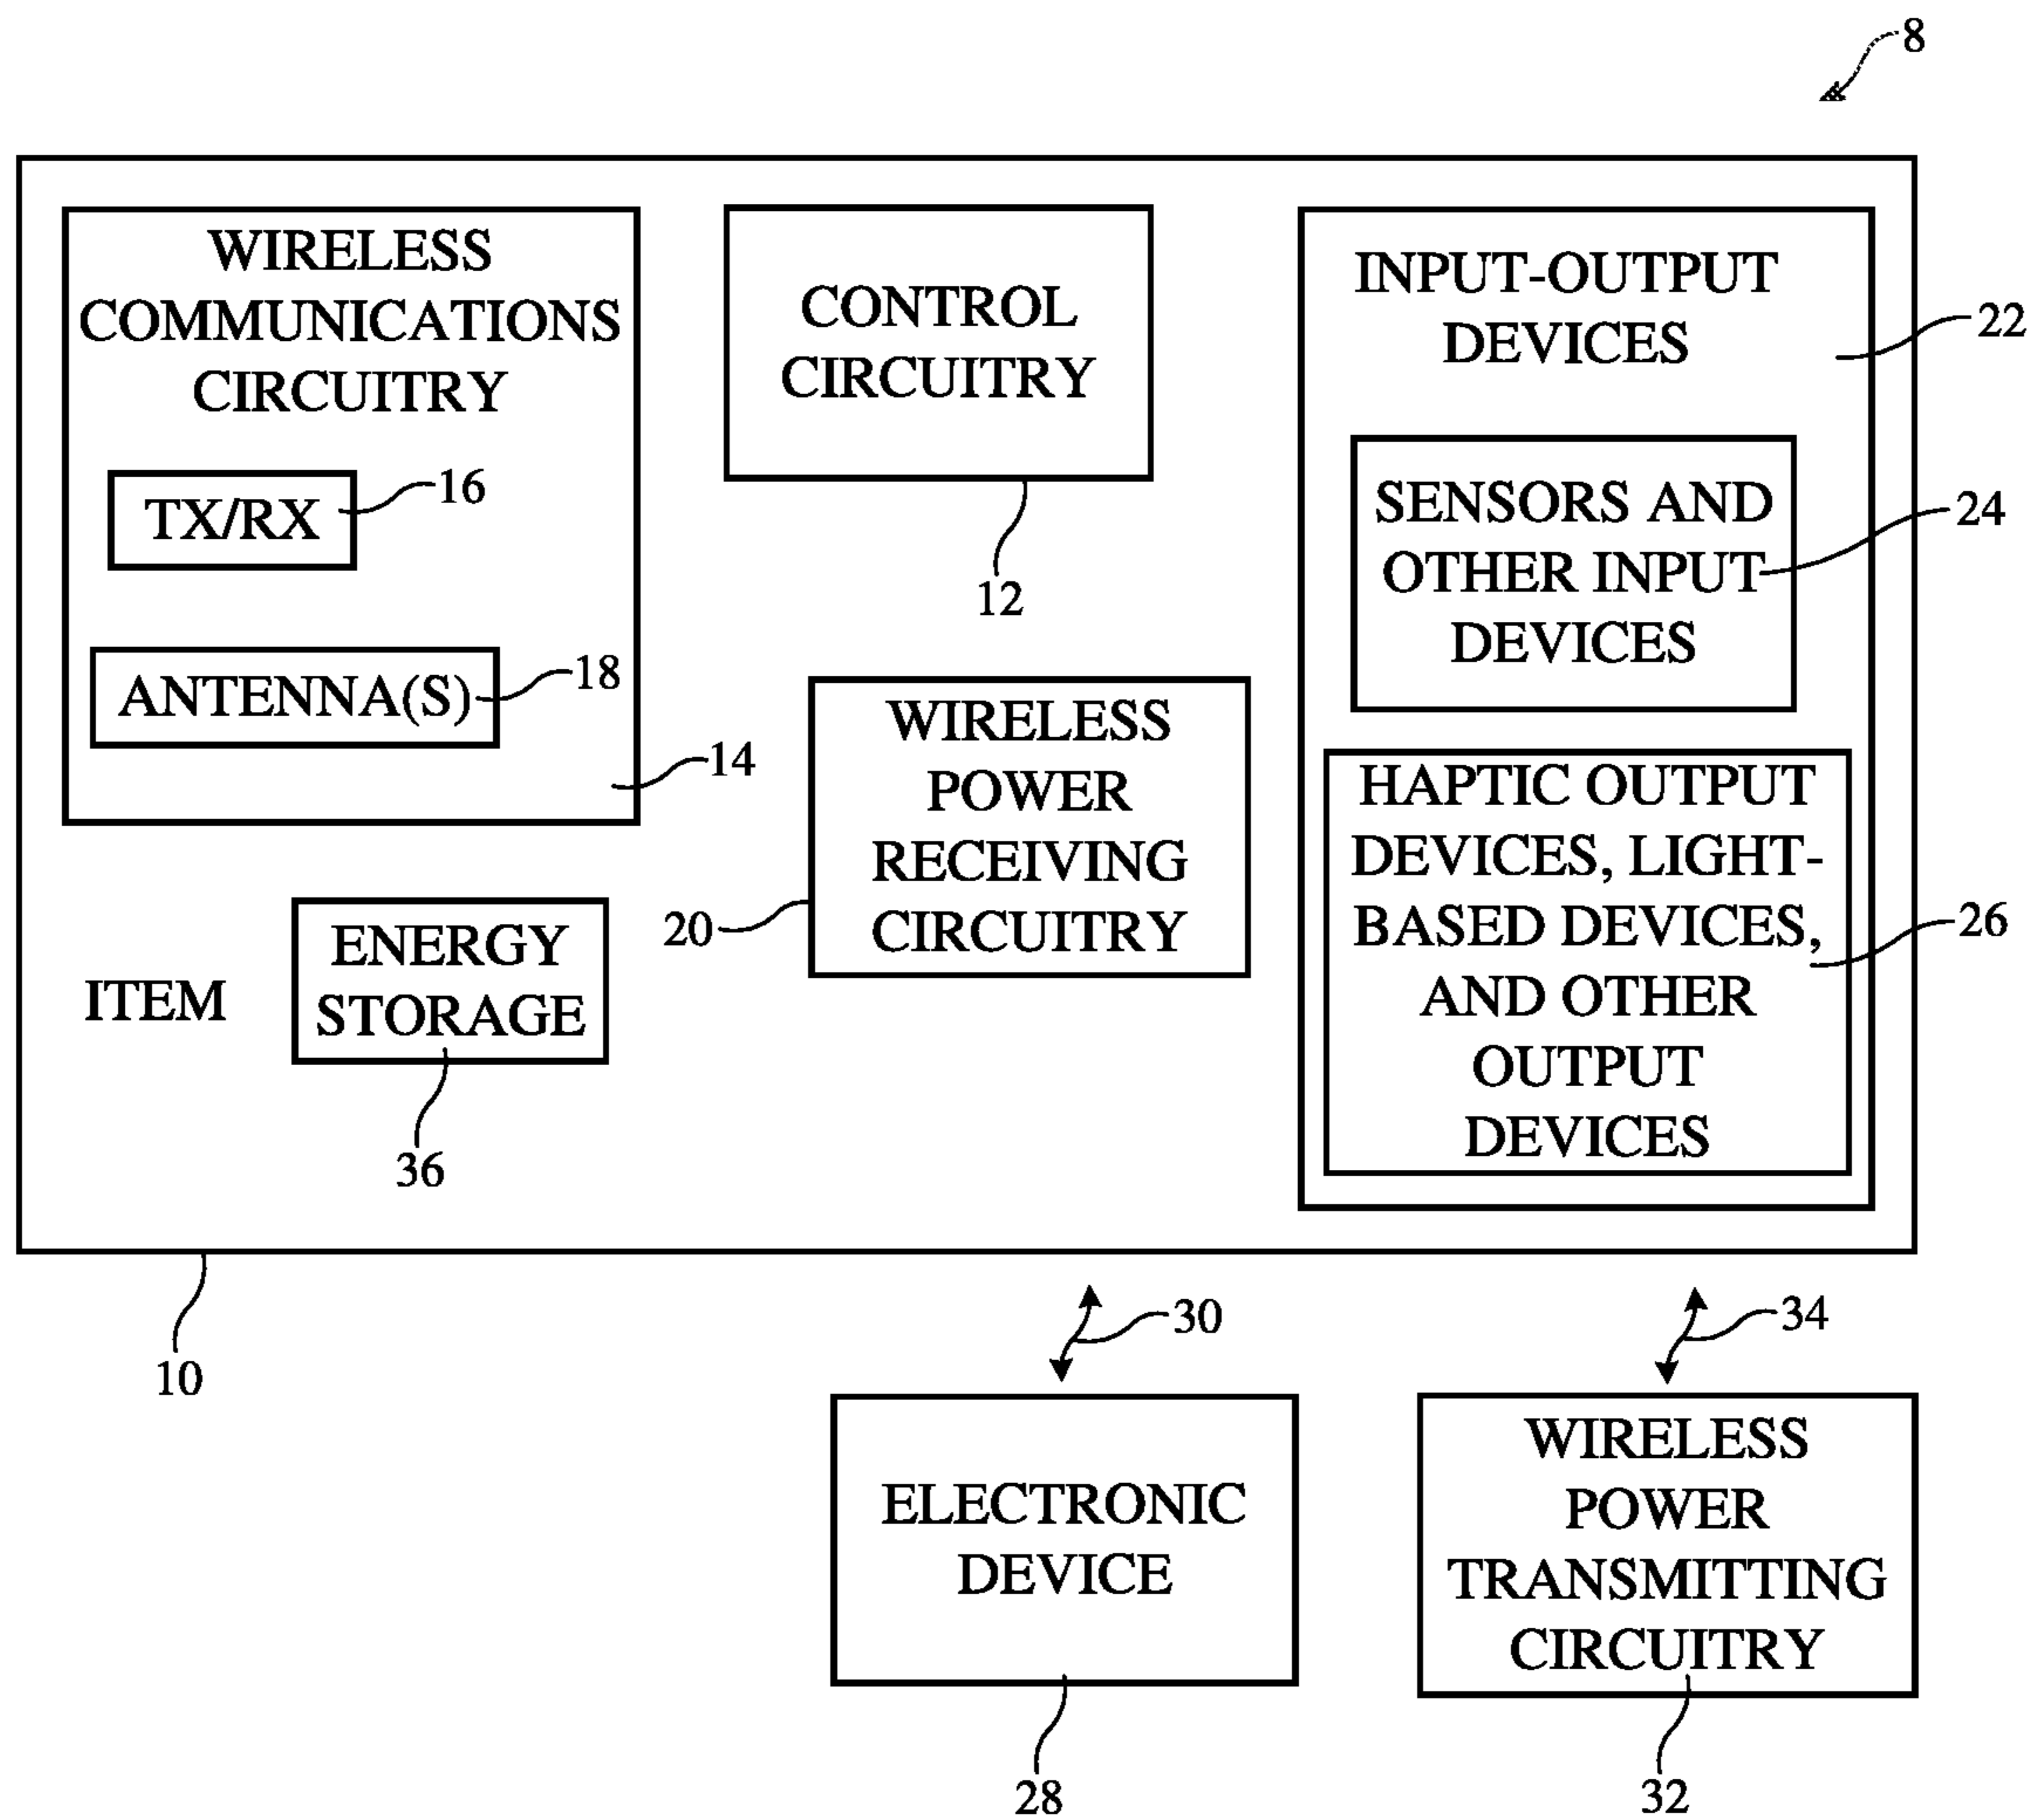 8
WIRELESS
COMMUNICATIONS
CIRCUITRY
TX/RX
16
ANTENNA(S)
18
14
CONTROL
CIRCUITRY
12
INPUT-OUTPUT
DEVICES
22
SENSORS AND
OTHER INPUT
DEVICES
24
HAPTIC OUTPUT
DEVICES, LIGHT-
BASED DEVICES,
AND OTHER
OUTPUT
DEVICES
26
WIRELESS
POWER
RECEIVING
CIRCUITRY
20
ITEM
ENERGY
STORAGE
36
10
30
34
ELECTRONIC
DEVICE
28
WIRELESS
POWER
TRANSMITTING
CIRCUITRY
32